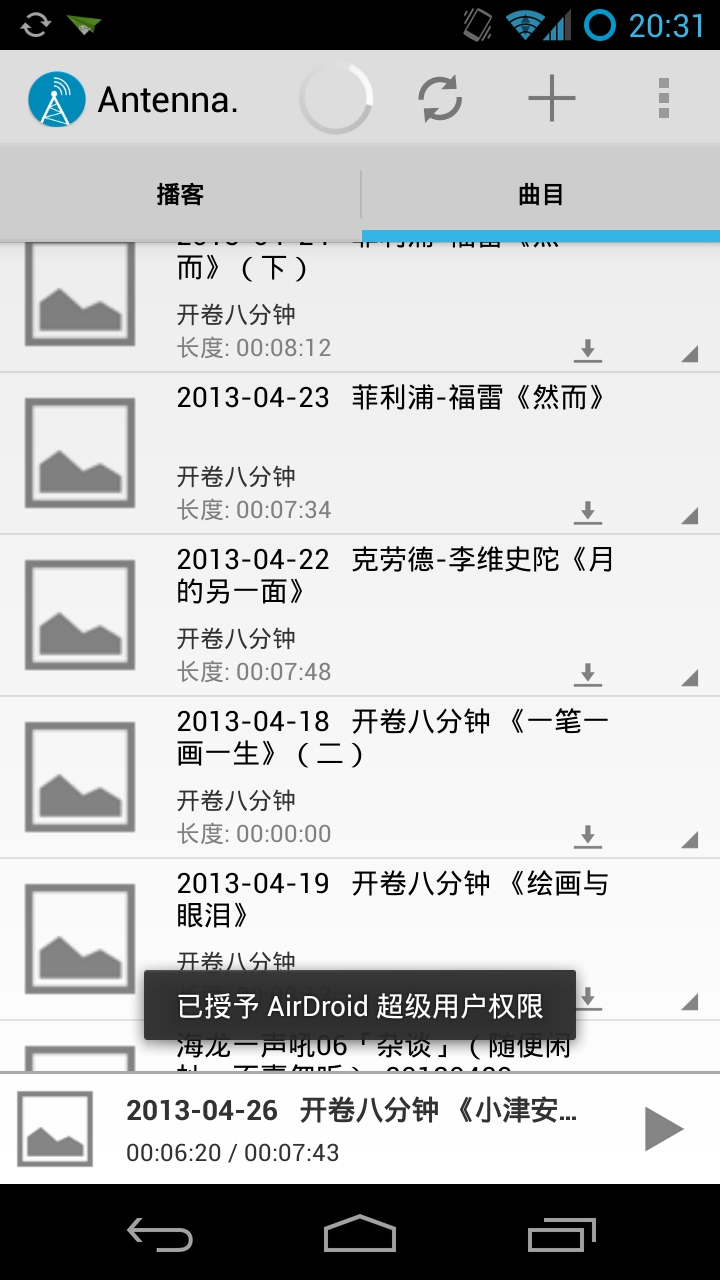 20:31
Antenna.
播客
曲目
而》（下）
开卷八分钟
长度: 00:08:12
2013-04-23 菲利浦-福雷《然而》
开卷八分钟
长度: 00:07:34
2013-04-22 克劳德-李维史陀《月
的另一面》
开卷八分钟
长度: 00:07:48
2013-04-18 开卷八分钟 《一笔一
画一生》（二）
开卷八分钟
长度: 00:00:00
2013-04-19 开卷八分钟 《绘画与
眼泪》
开卷八分钟
已授予 AirDroid 超级用户权限
海龙一声吼06「杂谈」（随便闲
2013-04-26 开卷八分钟 《小津安...
00:06:20 / 00:07:43